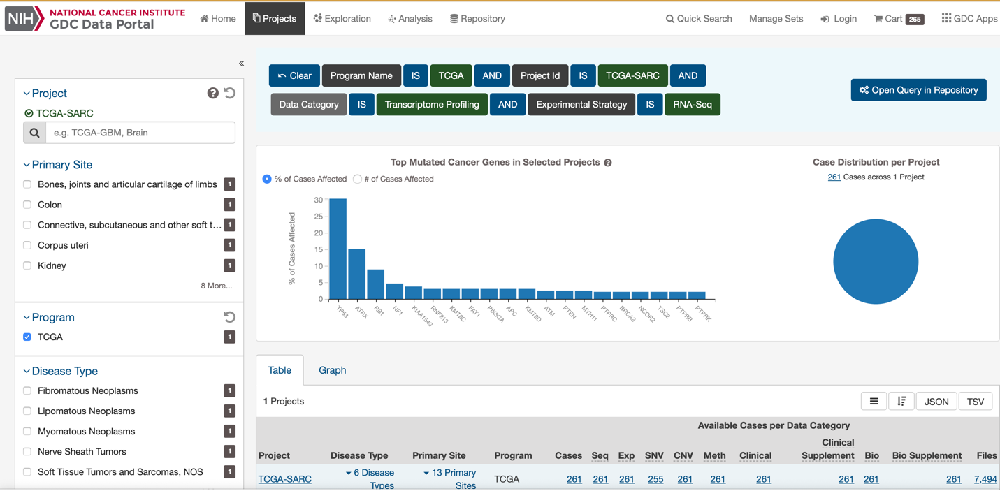 NIH NATIONAL CANCER INSTITUTE
GDC Data Portal
Home
Projects
Exploration
Analysis
Repository
Quick Search
Manage Sets
Login
Cart 265
GDC Apps
«
Project
TCGA-SARC
e.g. TCGA-GBM, Brain
Primary Site
Bones, joints and articular cartilage of limbs 1
Colon 1
Connective, subcutaneous and other soft t... 1
Corpus uteri 1
Kidney 1
8 More...
Program
TCGA 1
Disease Type
Fibromatous Neoplasms 1
Lipomatous Neoplasms 1
Myomatous Neoplasms 1
Nerve Sheath Tumors 1
Soft Tissue Tumors and Sarcomas, NOS 1
Clear Program Name IS TCGA AND Project Id IS TCGA-SARC AND
Data Category IS Transcriptome Profiling AND Experimental Strategy IS RNA-Seq
Open Query in Repository
Top Mutated Cancer Genes in Selected Projects
% of Cases Affected # of Cases Affected
% of Cases Affected
30
25
20
15
10
5
0
TP53
ATRX
RB1
NF1
KIAA1549
RNF213
KMT2C
FAT1
PIK3CA
APC
KMT2D
ATM
PTEN
MYH11
PTPRC
BRCA2
NCOR2
TSC2
PTPRB
PTPRK
Case Distribution per Project
261 Cases across 1 Project
Table
Graph
1 Projects
JSON
TSV
Available Cases per Data Category
Project Disease Type Primary Site Program Cases Seq Exp SNV CNV Meth Clinical Clinical Supplement Bio Bio Supplement Files
TCGA-SARC 6 Disease Types 13 Primary Sites TCGA 261 261 261 255 261 261 261 261 261 261 7,494